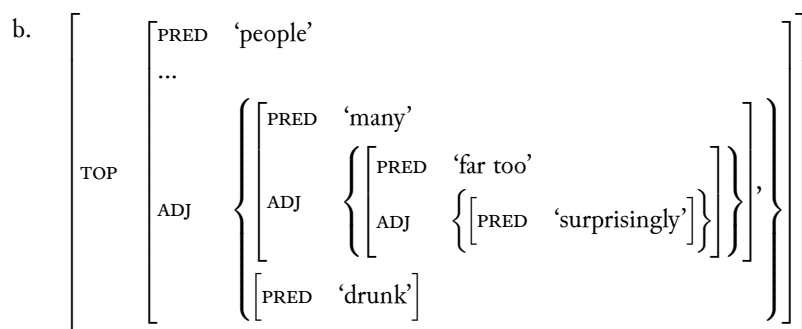 b. PRED ‘people’
...
PRED ‘many’
PRED ‘far too’
TOP ADJ ADJ ADJ { [ PRED ‘surprisingly’ ] } ,
[ PRED ‘drunk’ ]